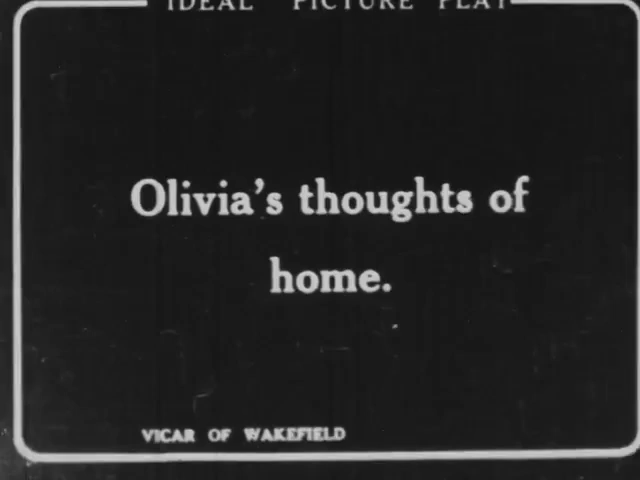 IDEAL PICTURE PLAY
Olivia's thoughts of
home.
VICAR OF WAKEFIELD